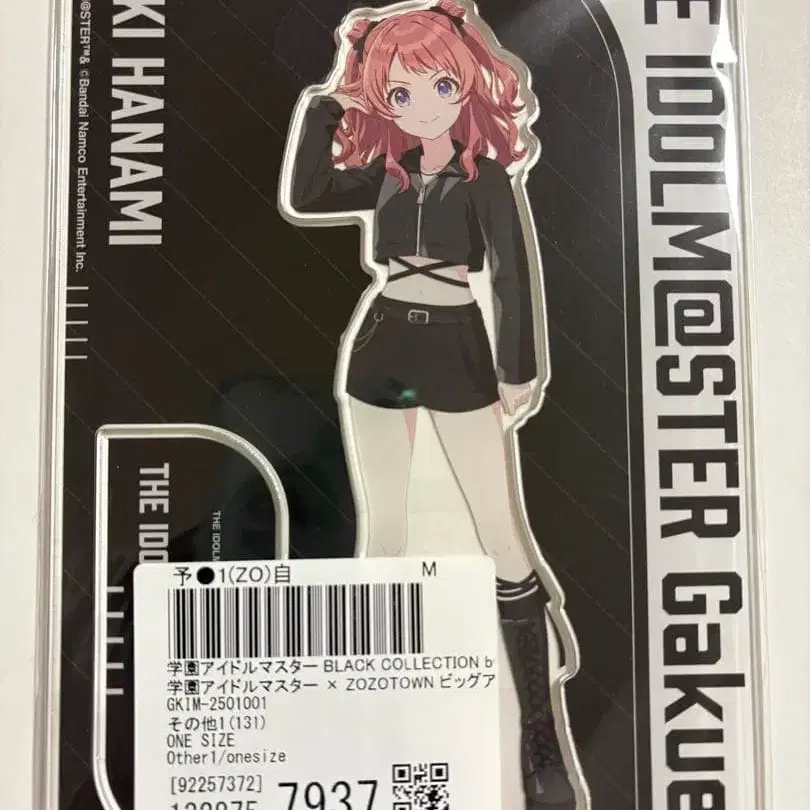 KI HANAMI
@STER™& ©Bandai Namco Entertainment Inc.
E IDOLM@STER Gakue
THE IDO
THE IDOL
予●1(ZO)自 M
学園アイドルマスター BLACK COLLECTION b
学園アイドルマスター × ZOZOTOWN ビッグア
GKIM-2501001
その他1(131)
ONE SIZE
Other1/onesize
[92257372]
7937